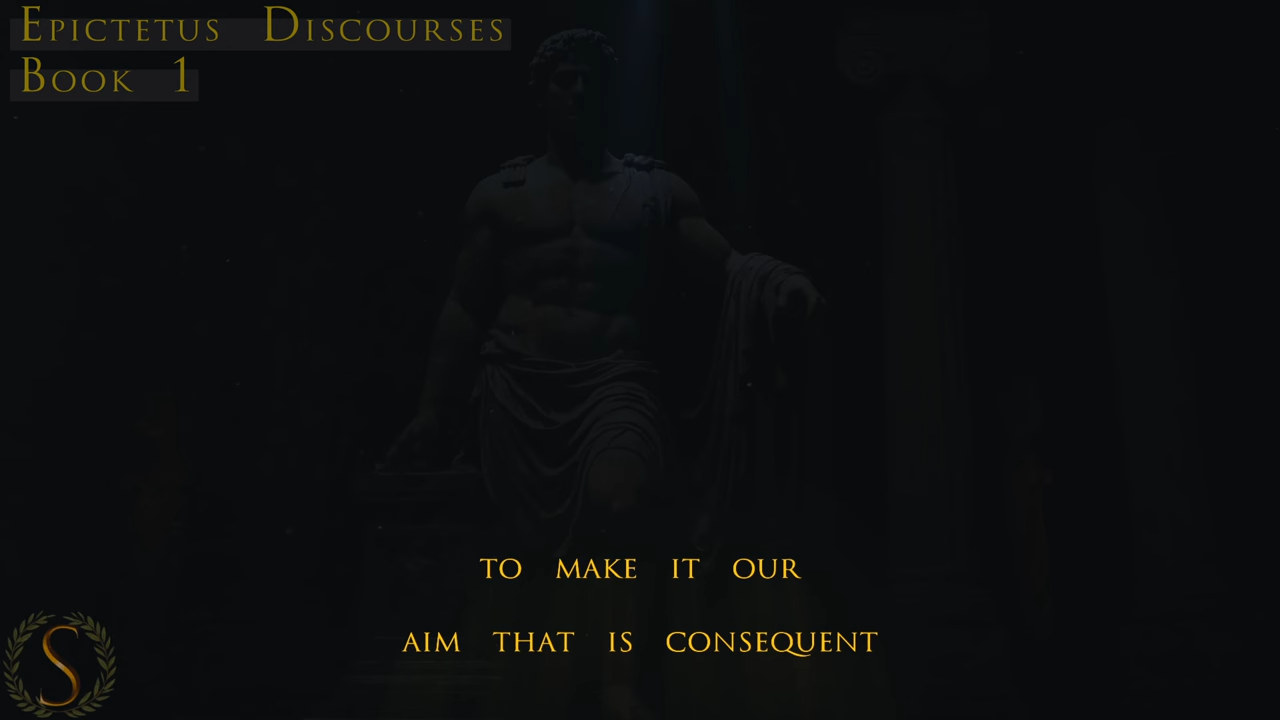 Epictetus Discourses
Book 1
TO MAKE IT OUR
AIM THAT IS CONSEQUENT
S